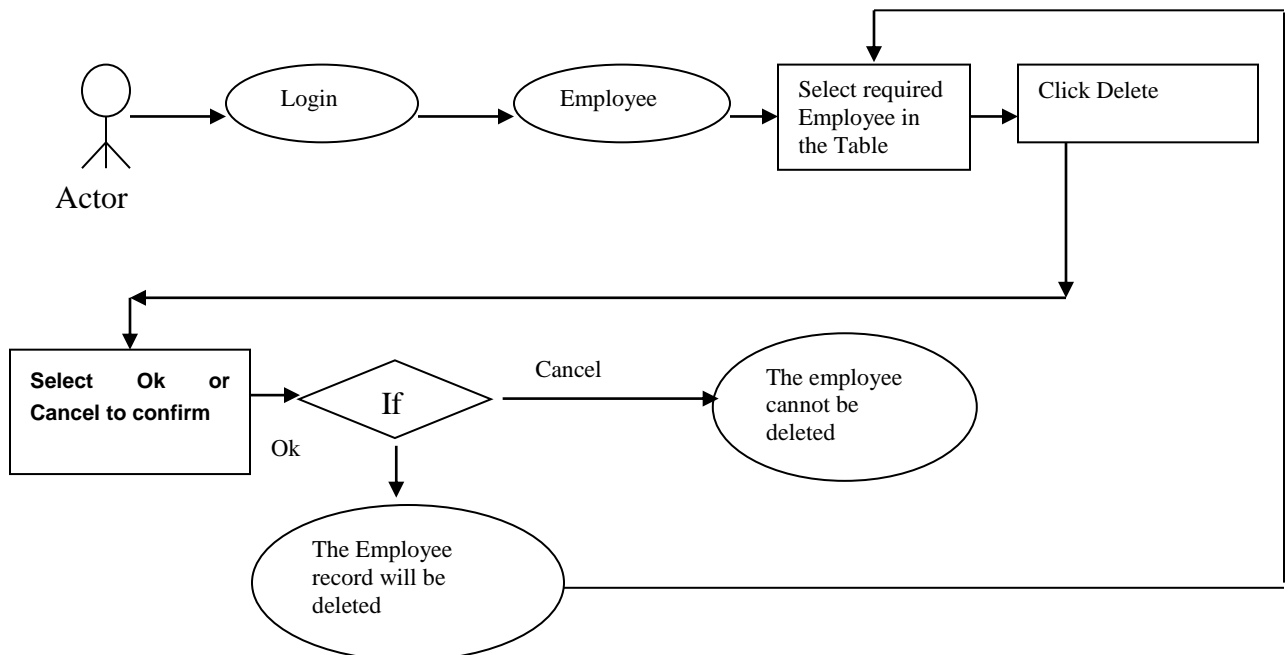 Login
Employee
Select required
Employee in
the Table
Click Delete
Actor
Select Ok or
Cancel to confirm
If
Cancel
Ok
The employee
cannot be
deleted
The Employee
record will be
deleted